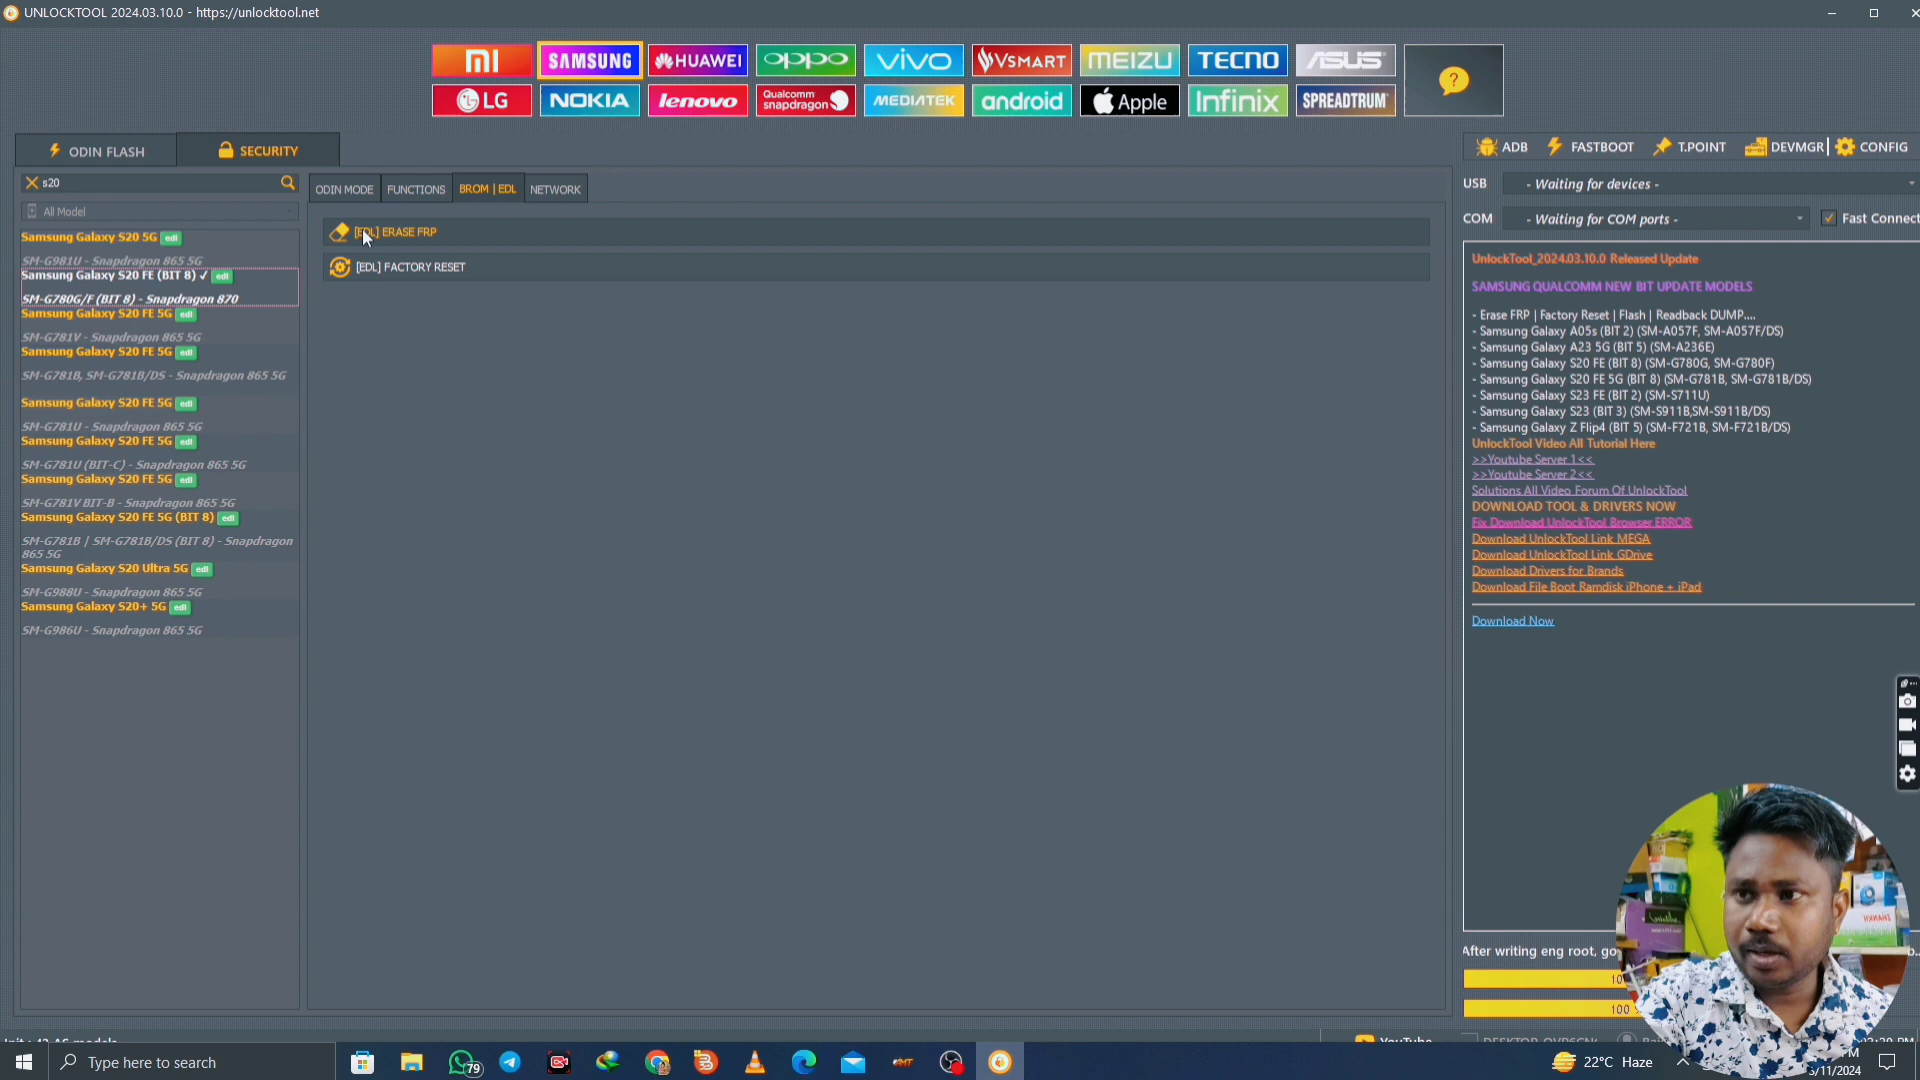 UNLOCKTOOL 2024.03.10.0 - https://unlocktool.net
MI SAMSUNG HUAWEI oppo vivo VSMART MEIZU TECNO ASUS ?
LG NOKIA lenovo Qualcomm snapdragon MEDIATEK android Apple Infinix SPREADTRUM
ODIN FLASH SECURITY
ADB FASTBOOT T.POINT DEVMGR CONFIG
s20
All Model
Samsung Galaxy S20 5G edl
SM-G981U - Snapdragon 865 5G
Samsung Galaxy S20 FE (BIT 8) ✓ edl
SM-G780G/F (BIT 8) - Snapdragon 870
Samsung Galaxy S20 FE 5G edl
SM-G781V - Snapdragon 865 5G
Samsung Galaxy S20 FE 5G edl
SM-G781B, SM-G781B/DS - Snapdragon 865 5G
Samsung Galaxy S20 FE 5G edl
SM-G781U - Snapdragon 865 5G
Samsung Galaxy S20 FE 5G edl
SM-G781U (BIT-C) - Snapdragon 865 5G
Samsung Galaxy S20 FE 5G edl
SM-G781V BIT-B - Snapdragon 865 5G
Samsung Galaxy S20 FE 5G (BIT 8) edl
SM-G781B | SM-G781B/DS (BIT 8) - Snapdragon
865 5G
Samsung Galaxy S20 Ultra 5G edl
SM-G988U - Snapdragon 865 5G
Samsung Galaxy S20+ 5G edl
SM-G986U - Snapdragon 865 5G
ODIN MODE FUNCTIONS BROM | EDL NETWORK
[EDL] ERASE FRP
[EDL] FACTORY RESET
USB - Waiting for devices -
COM - Waiting for COM ports - Fast Connect
UnlockTool_2024.03.10.0 Released Update
SAMSUNG QUALCOMM NEW BIT UPDATE MODELS
- Erase FRP | Factory Reset | Flash | Readback DUMP....
- Samsung Galaxy A05s (BIT 2) (SM-A057F, SM-A057F/DS)
- Samsung Galaxy A23 5G (BIT 5) (SM-A236E)
- Samsung Galaxy S20 FE (BIT 8) (SM-G780G, SM-G780F)
- Samsung Galaxy S20 FE 5G (BIT 8) (SM-G781B, SM-G781B/DS)
- Samsung Galaxy S23 FE (BIT 2) (SM-S711U)
- Samsung Galaxy S23 (BIT 3) (SM-S911B,SM-S911B/DS)
- Samsung Galaxy Z Flip4 (BIT 5) (SM-F721B, SM-F721B/DS)
UnlockTool Video All Tutorial Here
>>Youtube Server 1<<
>>Youtube Server 2<<
Solutions All Video Forum Of UnlockTool
DOWNLOAD TOOL & DRIVERS NOW
Fix Download UnlockTool Browser ERROR
Download UnlockTool Link MEGA
Download UnlockTool Link GDrive
Download Drivers for Brands
Download File Boot Ramdisk iPhone + iPad
Download Now
After writing eng root, go
100
YouTube
Type here to search
79
22°C Haze
3/11/2024